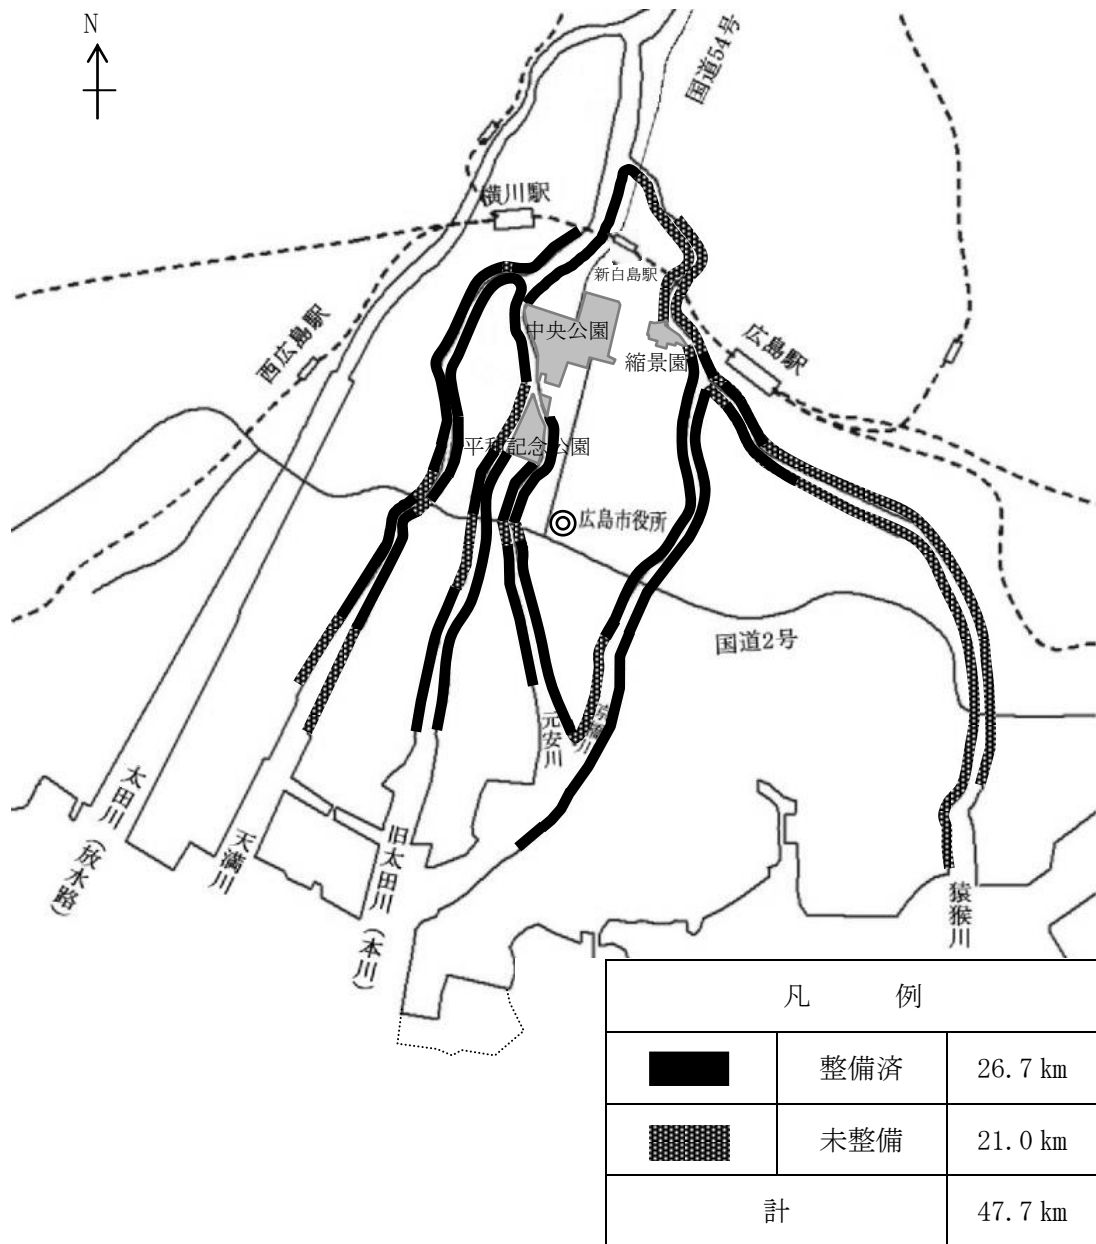 N
国道54号
横川駅
新白島駅
中央公園
縮景園
広島駅
西広島駅
平和記念公園
広島市役所
国道2号
元安川
京橋川
太田川(放水路)
天満川
旧太田川(本川)
猿猴川
凡 例
整備済 26.7 km
未整備 21.0 km
計 47.7 km